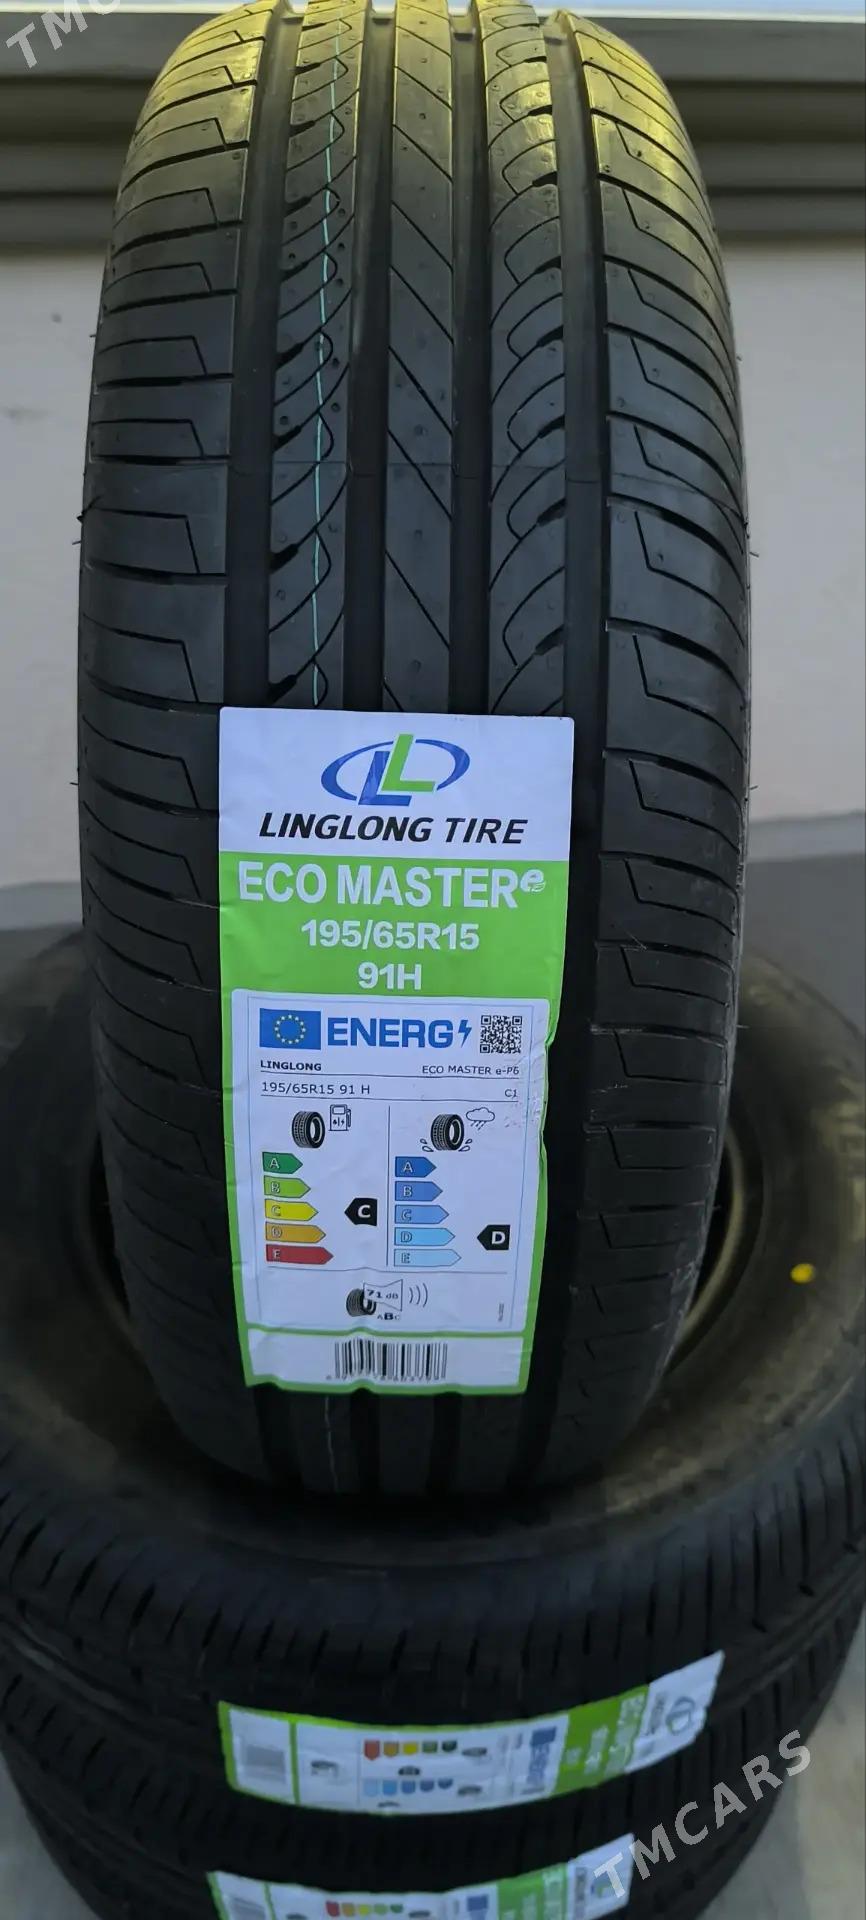 TMC
LINGLONG TIRE
ECO MASTER e
195/65R15
91H
ENERG
LINGLONG
ECO MASTER e-P6
195/65R15 91 H
C1
A
B
C
D
E
C
A
B
C
D
E
D
71 dB
ABC
TMCARS